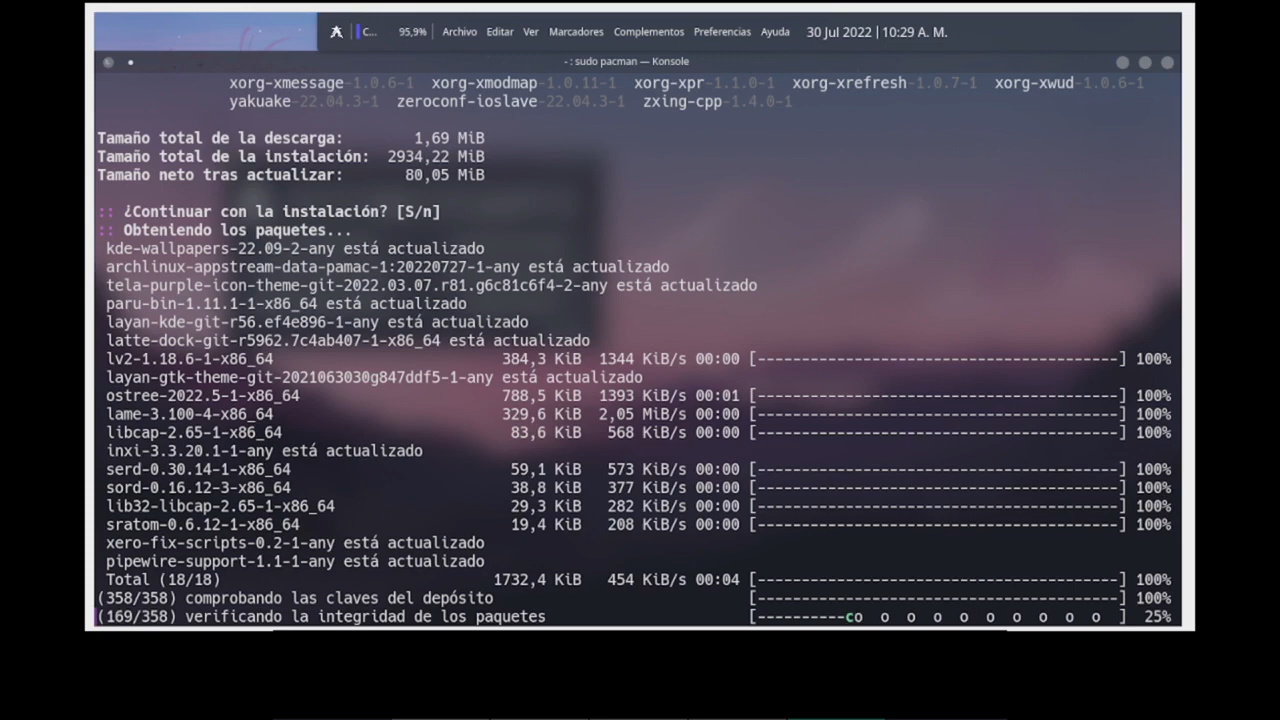 C... 95,9% Archivo Editar Ver Marcadores Complementos Preferencias Ayuda 30 Jul 2022 | 10:29 A. M.
- : sudo pacman — Konsole
xorg-xmessage-1.0.6-1 xorg-xmodmap-1.0.11-1 xorg-xpr-1.1.0-1 xorg-xrefresh-1.0.7-1 xorg-xwud-1.0.6-1
yakuake-22.04.3-1 zeroconf-ioslave-22.04.3-1 zxing-cpp-1.4.0-1
Tamaño total de la descarga: 1,69 MiB
Tamaño total de la instalación: 2934,22 MiB
Tamaño neto tras actualizar: 80,05 MiB
:: ¿Continuar con la instalación? [S/n]
:: Obteniendo los paquetes...
kde-wallpapers-22.09-2-any está actualizado
archlinux-appstream-data-pamac-1:20220727-1-any está actualizado
tela-purple-icon-theme-git-2022.03.07.r81.g6c81c6f4-2-any está actualizado
paru-bin-1.11.1-1-x86_64 está actualizado
layan-kde-git-r56.ef4e896-1-any está actualizado
latte-dock-git-r5962.7c4ab407-1-x86_64 está actualizado
lv2-1.18.6-1-x86_64 384,3 KiB 1344 KiB/s 00:00 [-----------------------------------------] 100%
layan-gtk-theme-git-2021063030g847ddf5-1-any está actualizado
ostree-2022.5-1-x86_64 788,5 KiB 1393 KiB/s 00:01 [-----------------------------------------] 100%
lame-3.100-4-x86_64 329,6 KiB 2,05 MiB/s 00:00 [-----------------------------------------] 100%
libcap-2.65-1-x86_64 83,6 KiB 568 KiB/s 00:00 [-----------------------------------------] 100%
inxi-3.3.20.1-1-any está actualizado
serd-0.30.14-1-x86_64 59,1 KiB 573 KiB/s 00:00 [-----------------------------------------] 100%
sord-0.16.12-3-x86_64 38,8 KiB 377 KiB/s 00:00 [-----------------------------------------] 100%
lib32-libcap-2.65-1-x86_64 29,3 KiB 282 KiB/s 00:00 [-----------------------------------------] 100%
sratom-0.6.12-1-x86_64 19,4 KiB 208 KiB/s 00:00 [-----------------------------------------] 100%
xero-fix-scripts-0.2-1-any está actualizado
pipewire-support-1.1-1-any está actualizado
Total (18/18) 1732,4 KiB 454 KiB/s 00:04 [-----------------------------------------] 100%
(358/358) comprobando las claves del depósito [-----------------------------------------] 100%
(169/358) verificando la integridad de los paquetes [----------co o o o o o o o o o ] 25%